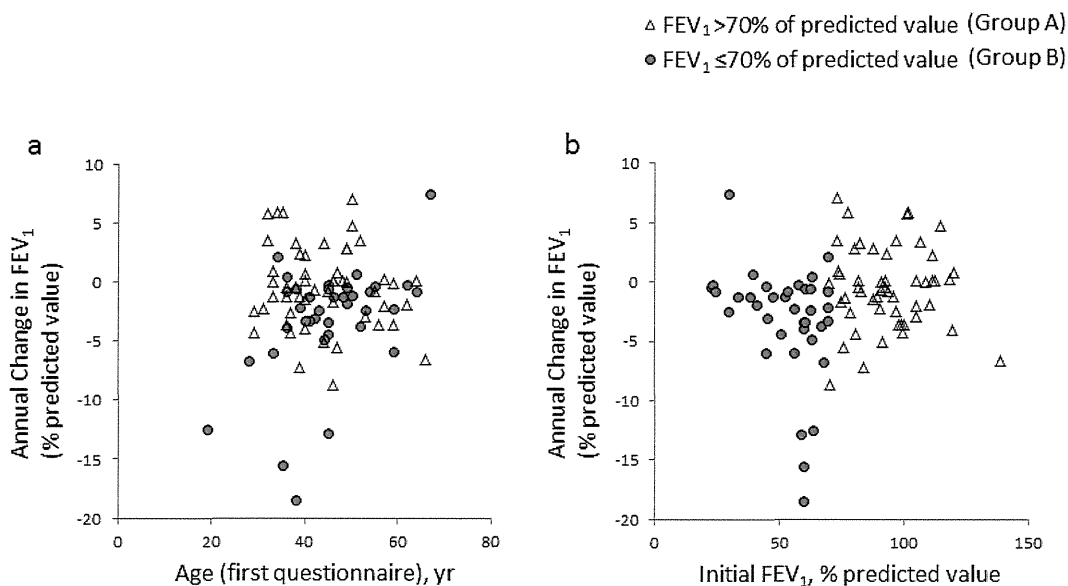 FEV₁>70% of predicted value (Group A)
FEV₁≤70% of predicted value (Group B)
a
10
5
0
-5
-10
-15
-20
0
20
40
60
80
Annual Change in FEV₁
(% predicted value)
Age (first questionnaire), yr
b
10
5
0
-5
-10
-15
-20
0
50
100
150
Annual Change in FEV₁
(% predicted value)
Initial FEV₁, % predicted value